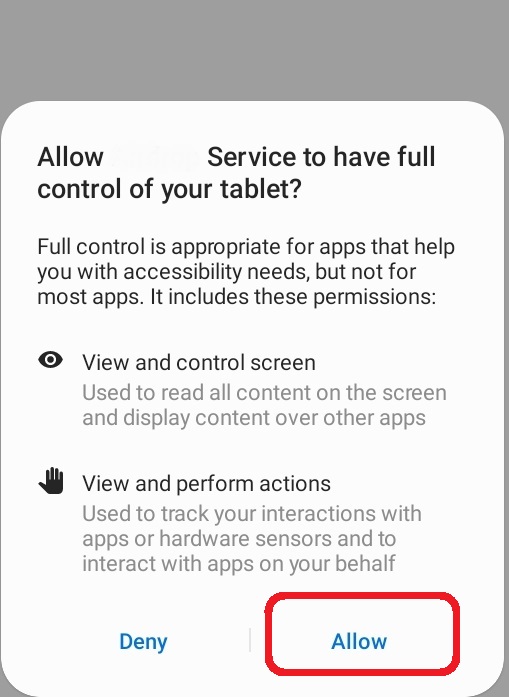 Allow Service to have full
control of your tablet?
Full control is appropriate for apps that help
you with accessibility needs, but not for
most apps. It includes these permissions:
View and control screen
Used to read all content on the screen
and display content over other apps
View and perform actions
Used to track your interactions with
apps or hardware sensors and to
interact with apps on your behalf
Deny
Allow